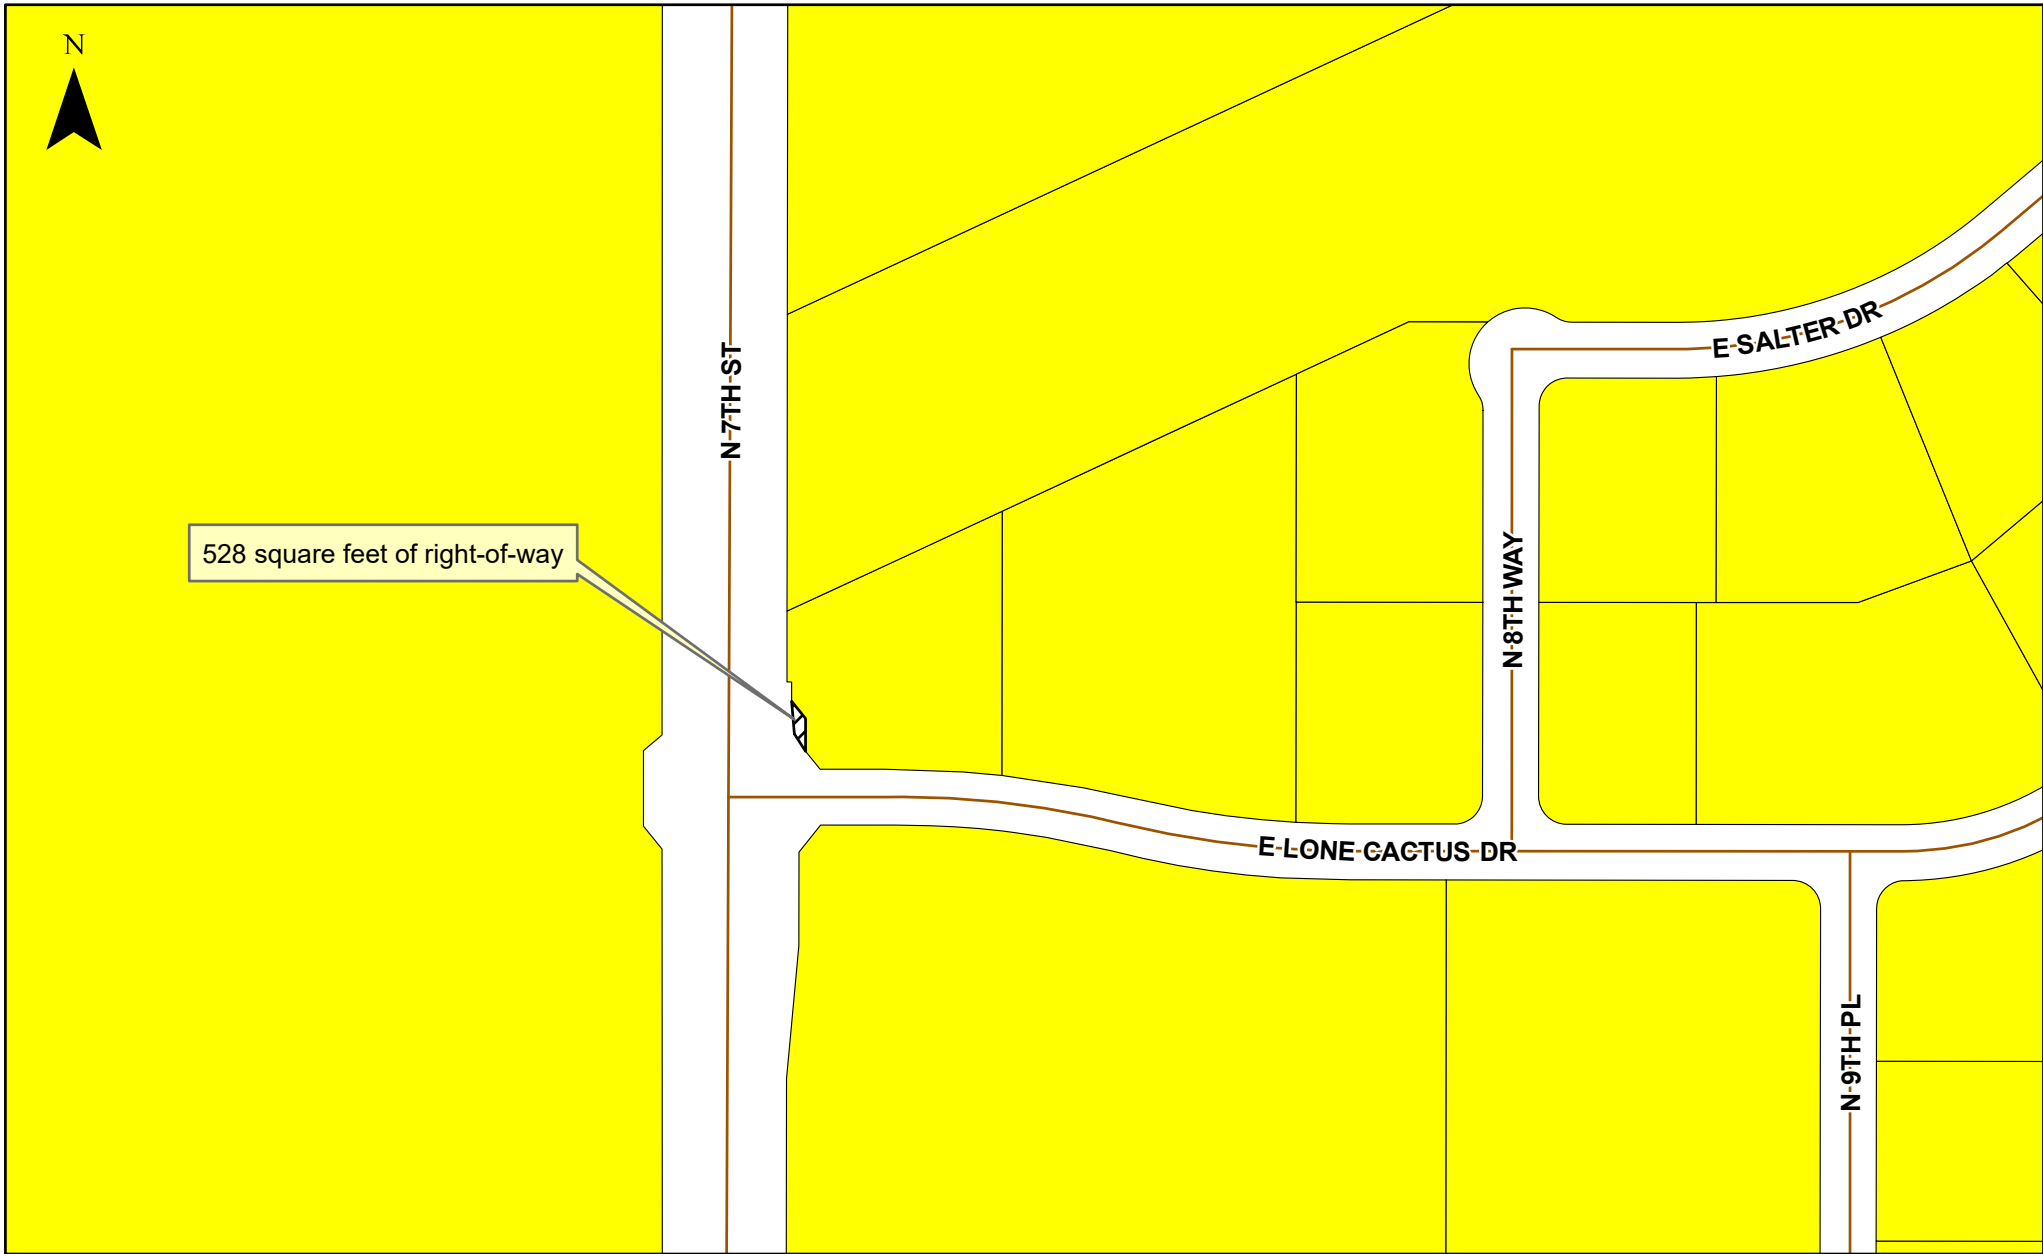 N
E SALTER DR
N 7TH ST
528 square feet of right-of-way
N 8TH WAY
E LONE CACTUS DR
N 9TH PL